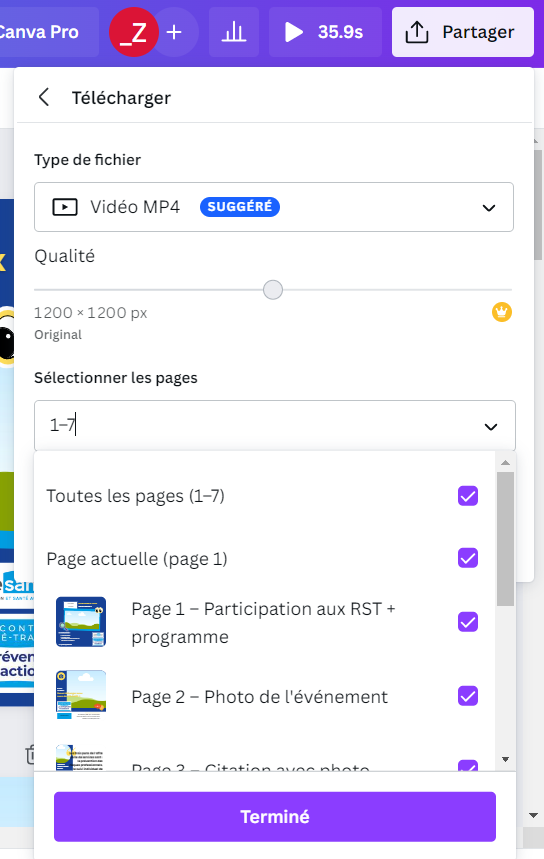 Canva Pro
_Z
+
35.9s
Partager
Télécharger
Type de fichier
Vidéo MP4 SUGGÉRÉ
Qualité
1200 × 1200 px
Original
Sélectionner les pages
1–7
Toutes les pages (1–7)
Page actuelle (page 1)
Page 1 – Participation aux RST +
programme
Page 2 – Photo de l'événement
Page 3 – Citation avec photo
Terminé